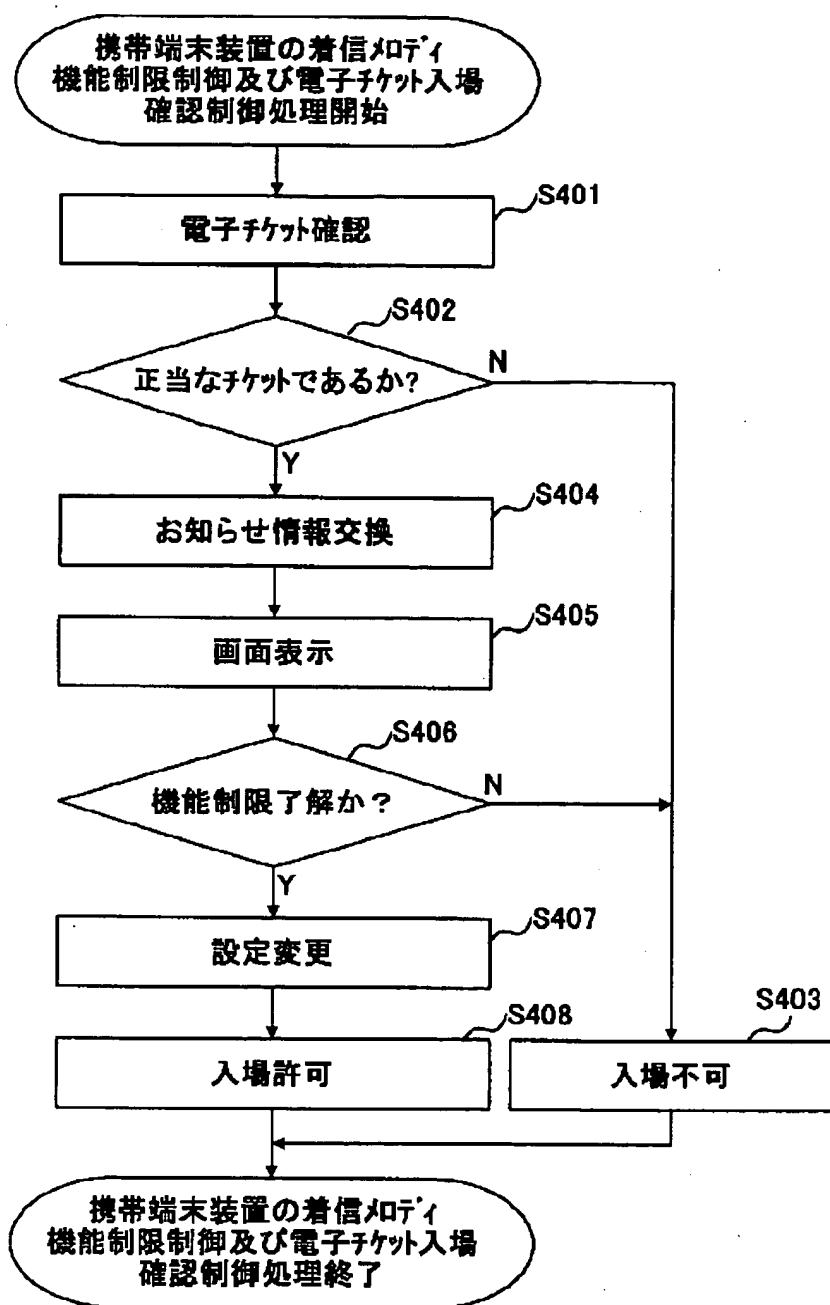 携帯端末装置の着信ﾒﾛﾃﾞｨ
機能制限制御及び電子ﾁｹｯﾄ入場
確認制御処理開始
S401
電子ﾁｹｯﾄ確認
S402
正当なﾁｹｯﾄであるか?
N
Y
S404
お知らせ情報交換
S405
画面表示
S406
機能制限了解か？
N
Y
S407
設定変更
S408
入場許可
S403
入場不可
携帯端末装置の着信ﾒﾛﾃﾞｨ
機能制限制御及び電子ﾁｹｯﾄ入場
確認制御処理終了